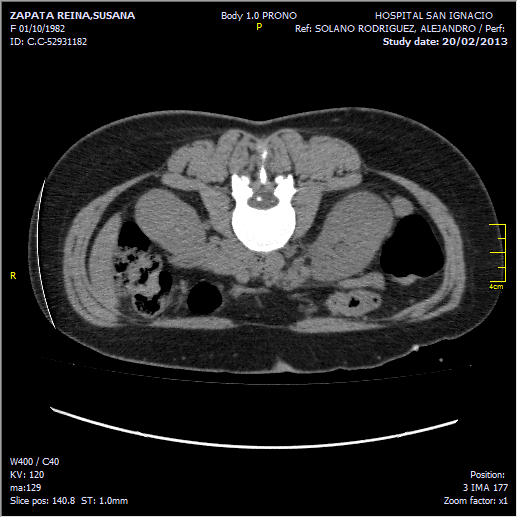 ZAPATA REINA,SUSANA
F 01/10/1982
ID: C.C-52931182
Body 1.0 PRONO
P
HOSPITAL SAN IGNACIO
Ref: SOLANO RODRIGUEZ, ALEJANDRO / Perf:
Study date: 20/02/2013
R
4cm
W400 / C40
KV: 120
ma:129
Slice pos: 140.8 ST: 1.0mm
Position:
3 IMA 177
Zoom factor: x1